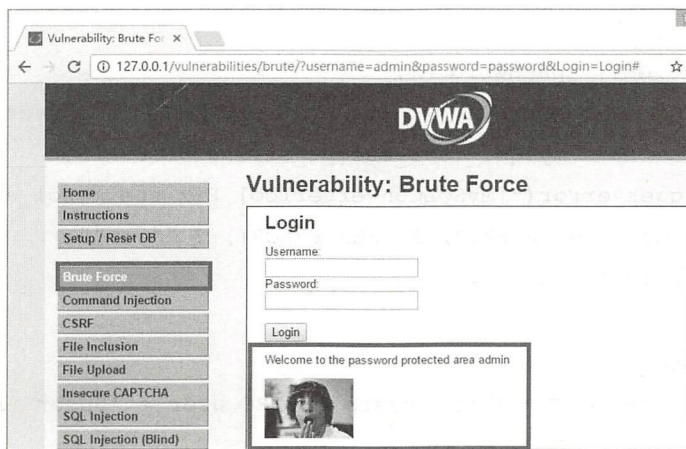 Vulnerability: Brute For ×
127.0.0.1/vulnerabilities/brute/?username=admin&password=password&Login=Login#
DVWA
Home
Instructions
Setup / Reset DB
Brute Force
Command Injection
CSRF
File Inclusion
File Upload
Insecure CAPTCHA
SQL Injection
SQL Injection (Blind)
Vulnerability: Brute Force
Login
Username:
Password:
Login
Welcome to the password protected area admin